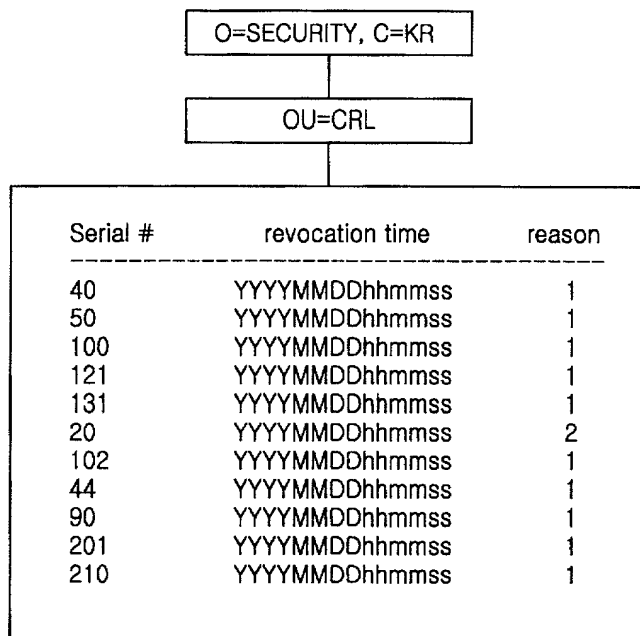 O=SECURITY, C=KR
OU=CRL
Serial # revocation time reason
40 YYYYMMDDhhmmss 1
50 YYYYMMDDhhmmss 1
100 YYYYMMDDhhmmss 1
121 YYYYMMDDhhmmss 1
131 YYYYMMDDhhmmss 1
20 YYYYMMDDhhmmss 2
102 YYYYMMDDhhmmss 1
44 YYYYMMDDhhmmss 1
90 YYYYMMDDhhmmss 1
201 YYYYMMDDhhmmss 1
210 YYYYMMDDhhmmss 1